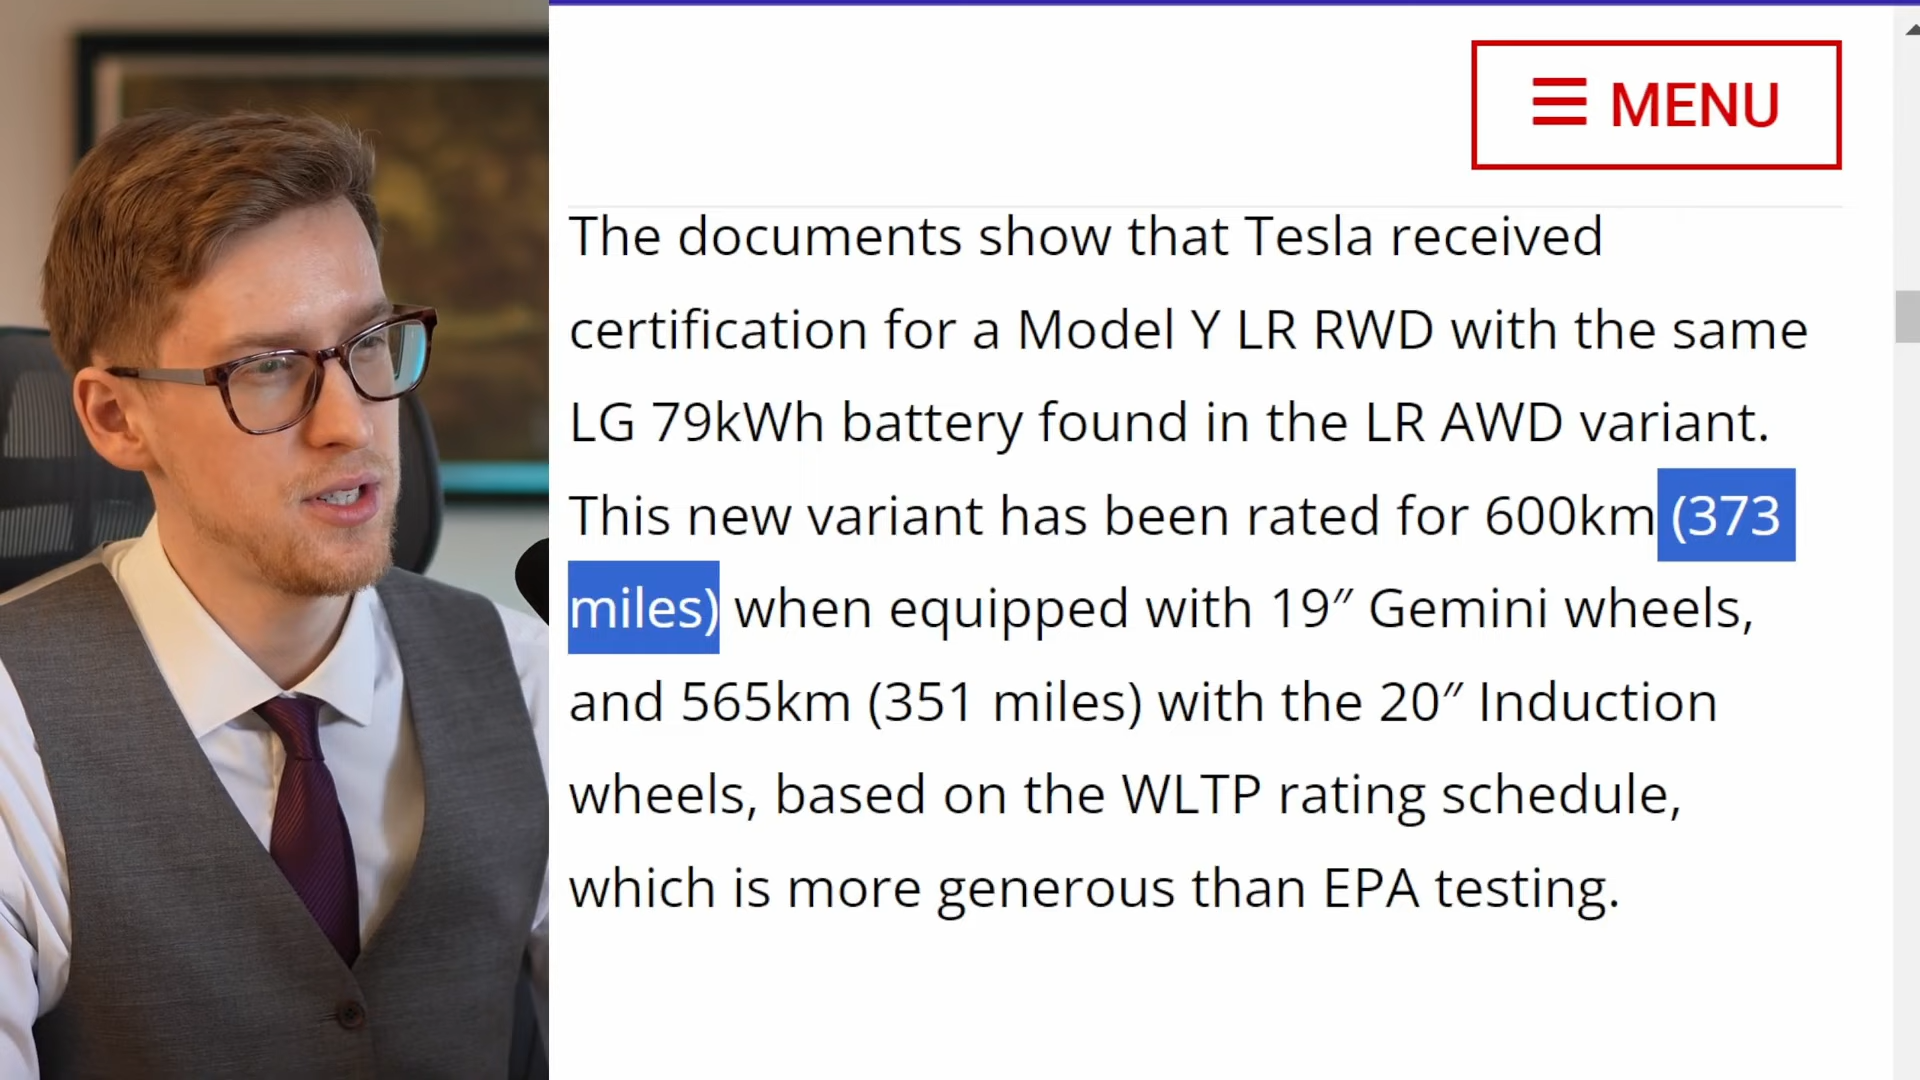 ☰ MENU
The documents show that Tesla received
certification for a Model Y LR RWD with the same
LG 79kWh battery found in the LR AWD variant.
This new variant has been rated for 600km (373
miles) when equipped with 19″ Gemini wheels,
and 565km (351 miles) with the 20″ Induction
wheels, based on the WLTP rating schedule,
which is more generous than EPA testing.